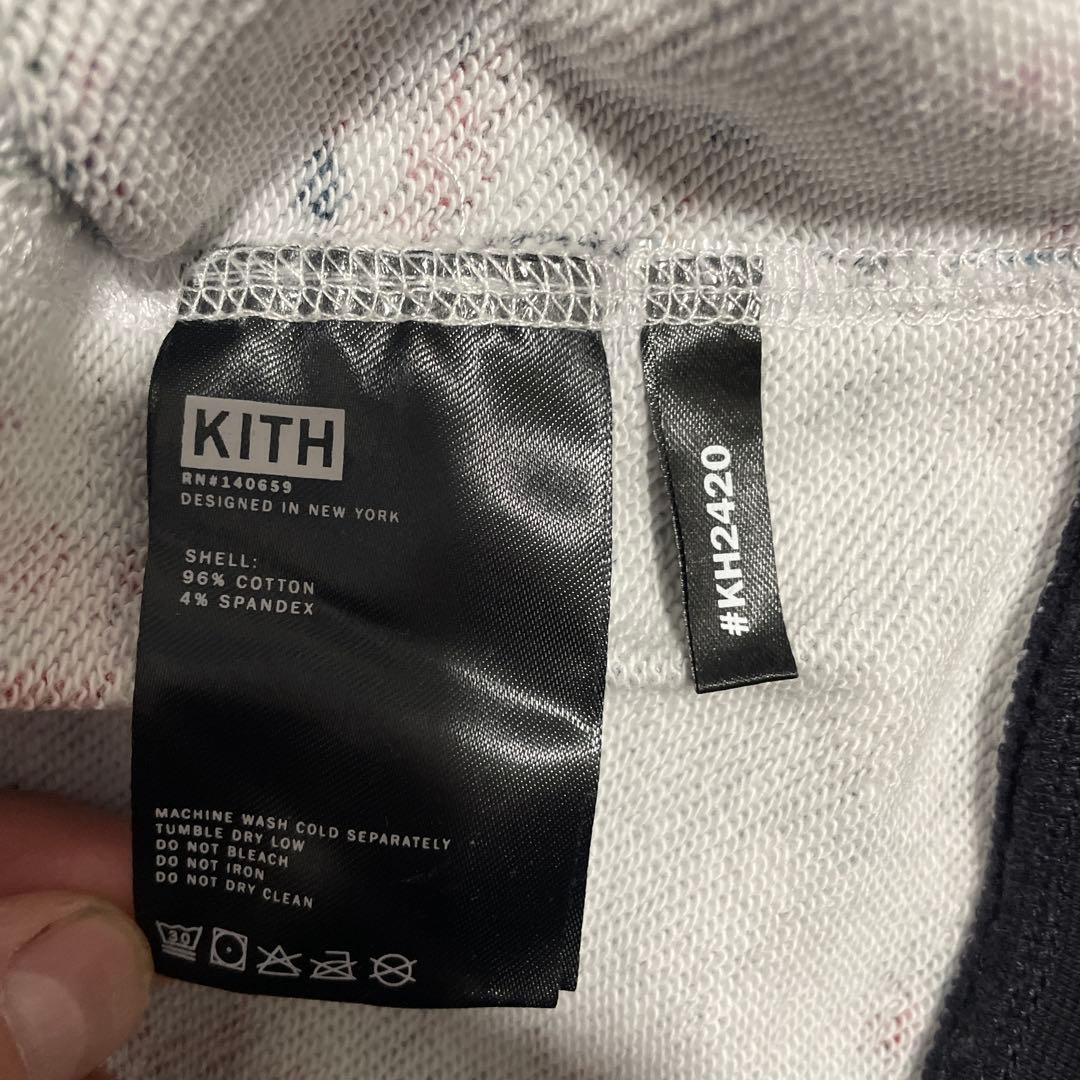 KITH
RN#140659
DESIGNED IN NEW YORK
SHELL:
96% COTTON
4% SPANDEX
MACHINE WASH COLD SEPARATELY
TUMBLE DRY LOW
DO NOT BLEACH
DO NOT IRON
DO NOT DRY CLEAN
30
#KH2420